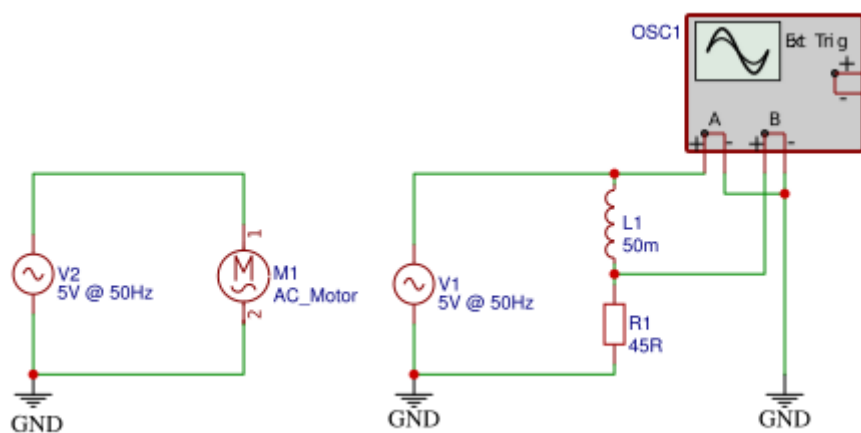 OSC1
Ext Trig
+
-
A
B
+
-
+
-
1
V2
5V @ 50Hz
M
M1
AC_Motor
2
V1
5V @ 50Hz
L1
50m
R1
45R
GND
GND
GND